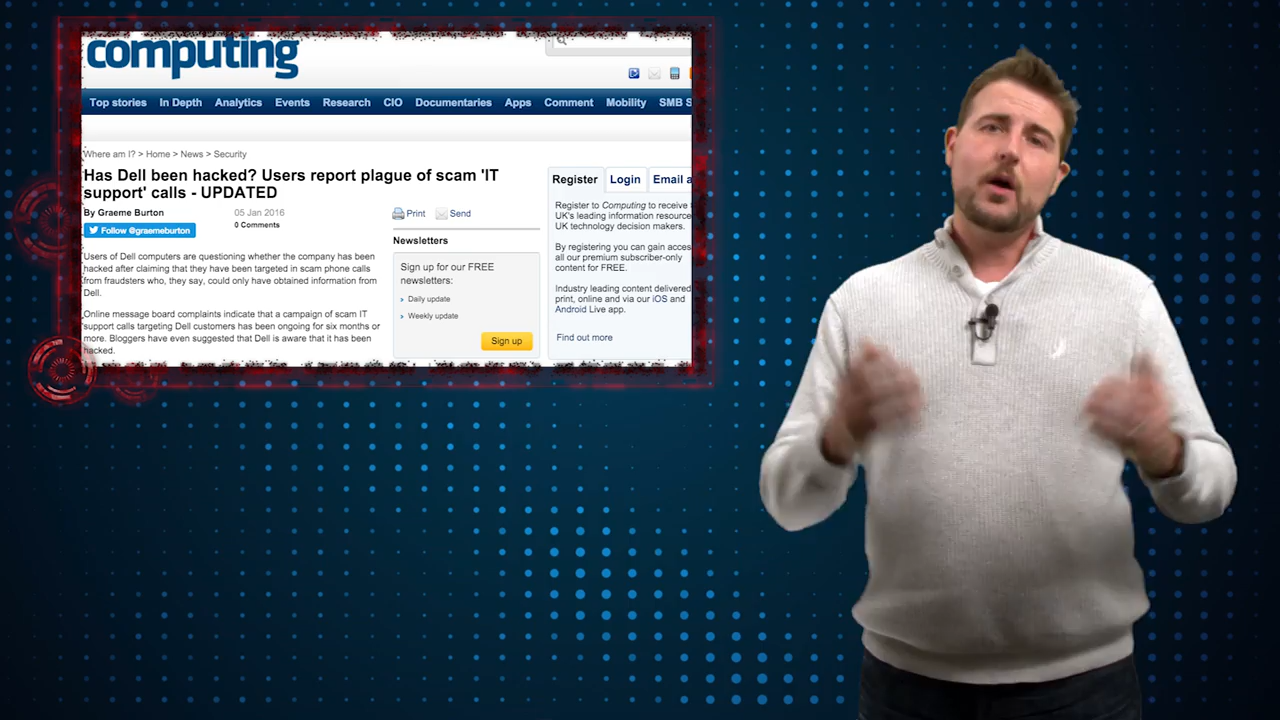 computing
Top stories In Depth Analytics Events Research CIO Documentaries Apps Comment Mobility SMB S
Where am I? > Home > News > Security
Has Dell been hacked? Users report plague of scam 'IT
support' calls - UPDATED
By Graeme Burton 05 Jan 2016
0 Comments
Follow @graemeburton
Users of Dell computers are questioning whether the company has been
hacked after claiming that they have been targeted in scam phone calls
from fraudsters who, they say, could only have obtained information from
Dell.
Online message board complaints indicate that a campaign of scam IT
support calls targeting Dell customers has been ongoing for six months or
more. Bloggers have even suggested that Dell is aware that it has been
hacked.
Print Send
Newsletters
Sign up for our FREE
newsletters:
Daily update
Weekly update
Sign up
Register Login Email a
Register to Computing to receive
UK's leading information resource
UK technology decision makers.
By registering you can gain acces
all our premium subscriber-only
content for FREE.
Industry leading content delivered
print, online and via our iOS and
Android Live app.
Find out more